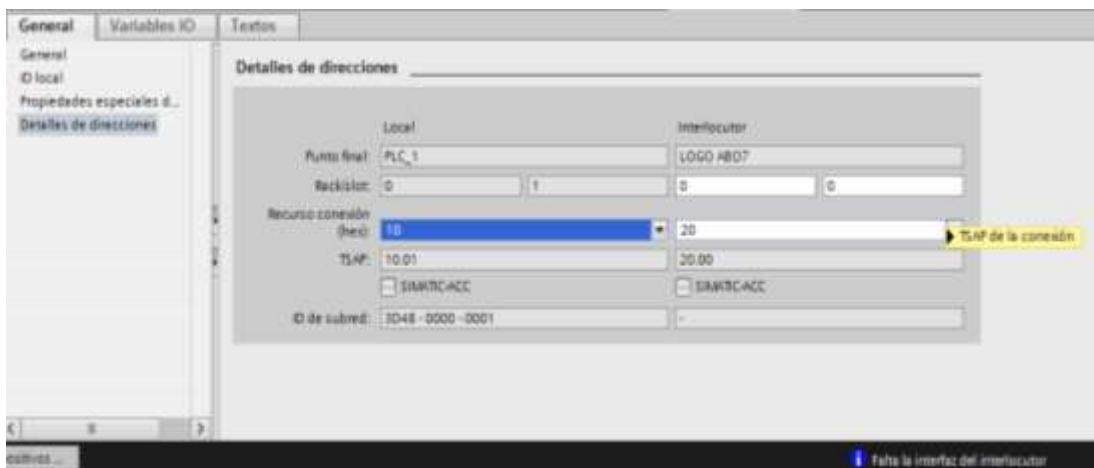 General Variables IO Textos
General
ID local
Propiedades especiales d...
Detalles de direcciones
Detalles de direcciones
Local Interlocutor
Punto final: PLC_1 LOGO ABO7
Rack/slot: 0 1 0 0
Recurso conexión
(hex): 10 20
TSAP de la conexión
TSAP: 10.01 20.00
SIMATIC-ACC SIMATIC-ACC
ID de subred: 3D48 - 0000 - 0001 -
Falta la interfaz del interlocutor